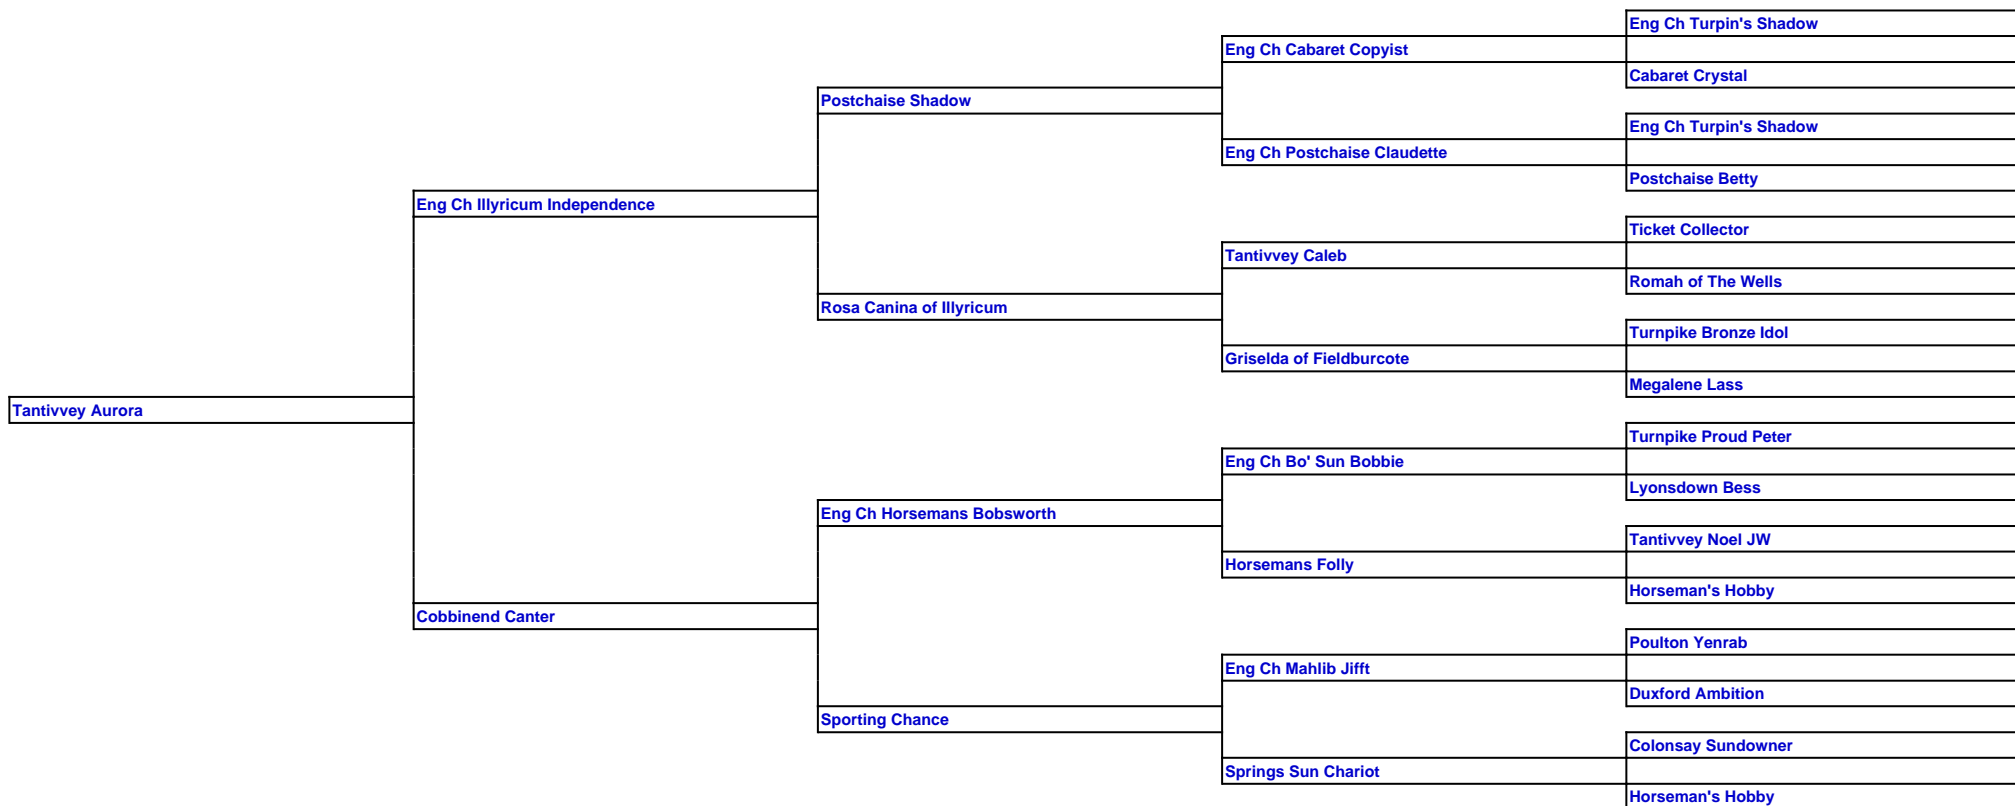 Eng Ch Turpin's Shadow
Eng Ch Cabaret Copyist
Cabaret Crystal
Postchaise Shadow
Eng Ch Turpin's Shadow
Eng Ch Postchaise Claudette
Postchaise Betty
Eng Ch Illyricum Independence
Ticket Collector
Tantivvey Caleb
Romah of The Wells
Rosa Canina of Illyricum
Turnpike Bronze Idol
Griselda of Fieldburcote
Megalene Lass
Tantivvey Aurora
Turnpike Proud Peter
Eng Ch Bo' Sun Bobbie
Lyonsdown Bess
Eng Ch Horsemans Bobsworth
Tantivvey Noel JW
Horsemans Folly
Horseman's Hobby
Cobbinend Canter
Poulton Yenrab
Eng Ch Mahlib Jifft
Duxford Ambition
Sporting Chance
Colonsay Sundowner
Springs Sun Chariot
Horseman's Hobby